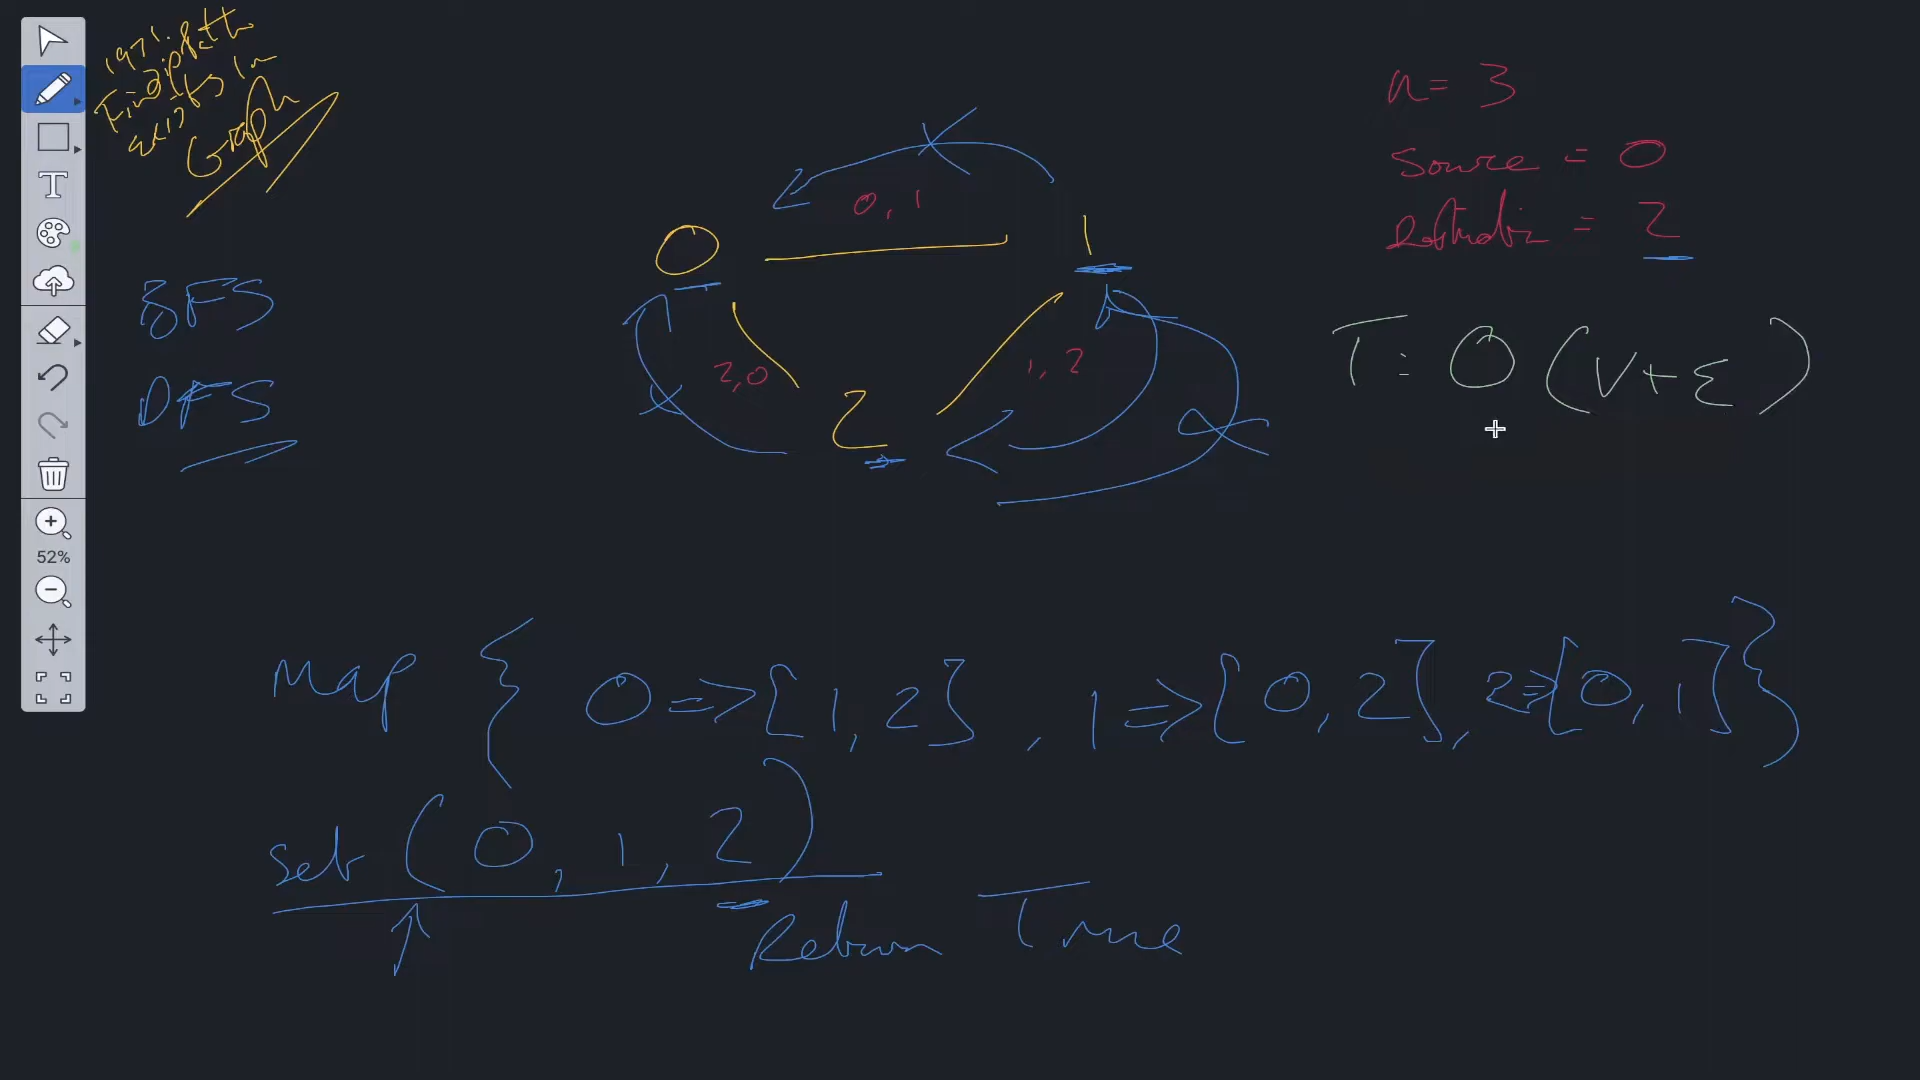 1971.
Find if Path
Exists in
Graph
BFS
DFS
52%
0, 1
0
1
2,0
1, 2
2
n = 3
Source = 0
= 2
T: O (V+E)
Map { 0 => [1, 2] , 1 => [0, 2] , 2 => [0, 1] }
Set ( 0, 1, 2 )
Return True